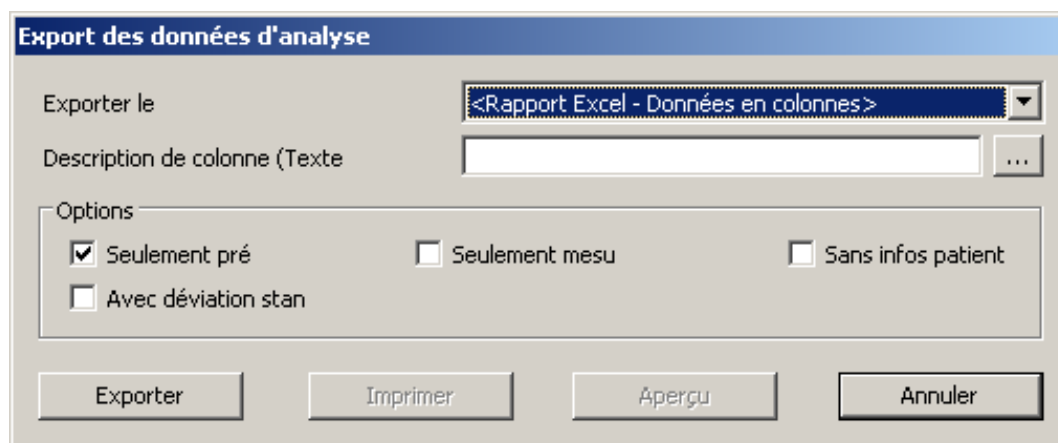 Export des données d'analyse
Exporter le
<Rapport Excel - Données en colonnes>
Description de colonne (Texte
...
Options
Seulement pré
Seulement mesu
Sans infos patient
Avec déviation stan
Exporter
Imprimer
Aperçu
Annuler